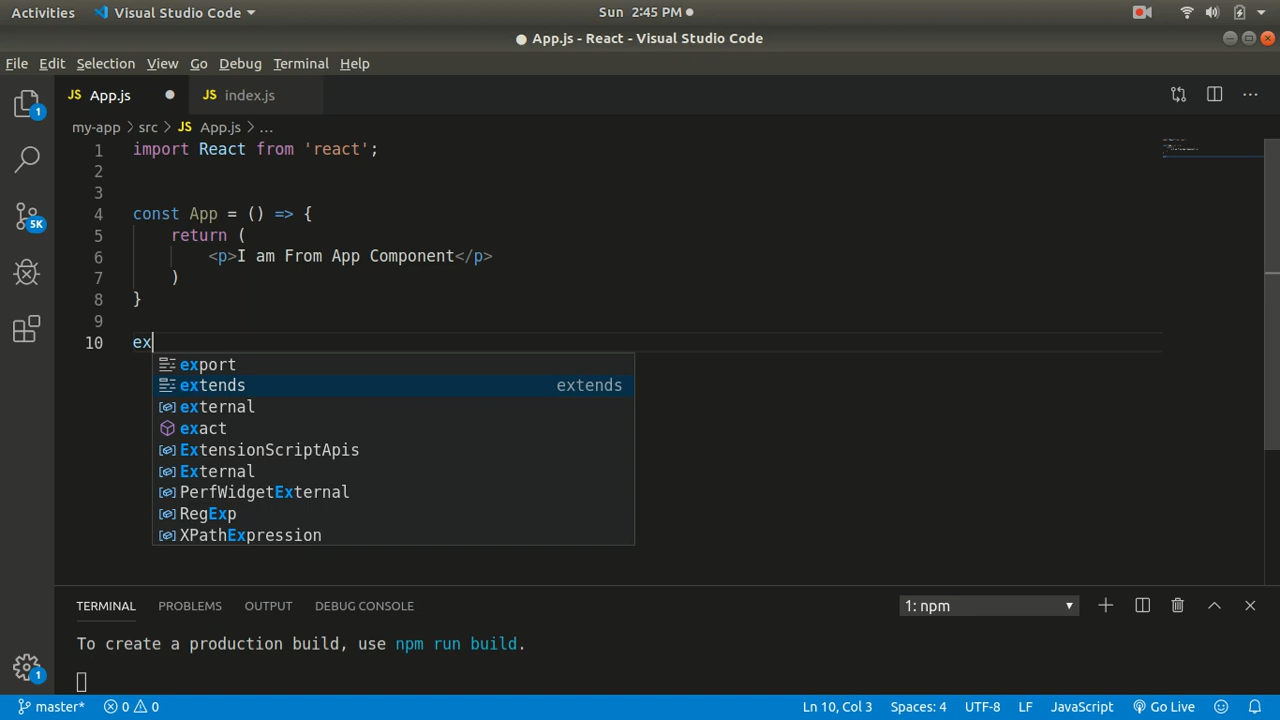 Activities Visual Studio Code Sun 2:45 PM
● App.js - React - Visual Studio Code
File Edit Selection View Go Debug Terminal Help
JS App.js JS index.js
my-app > src > JS App.js > ...
1 import React from 'react';
2
3
4 const App = () => {
5 return (
6 <p>I am From App Component</p>
7 )
8 }
9
10 ex
export
extends extends
external
exact
ExtensionScriptApis
External
PerfWidgetExternal
RegExp
XPathExpression
1
5K
1
TERMINAL PROBLEMS OUTPUT DEBUG CONSOLE 1: npm
To create a production build, use npm run build.
master* 0 0 Ln 10, Col 3 Spaces: 4 UTF-8 LF JavaScript Go Live